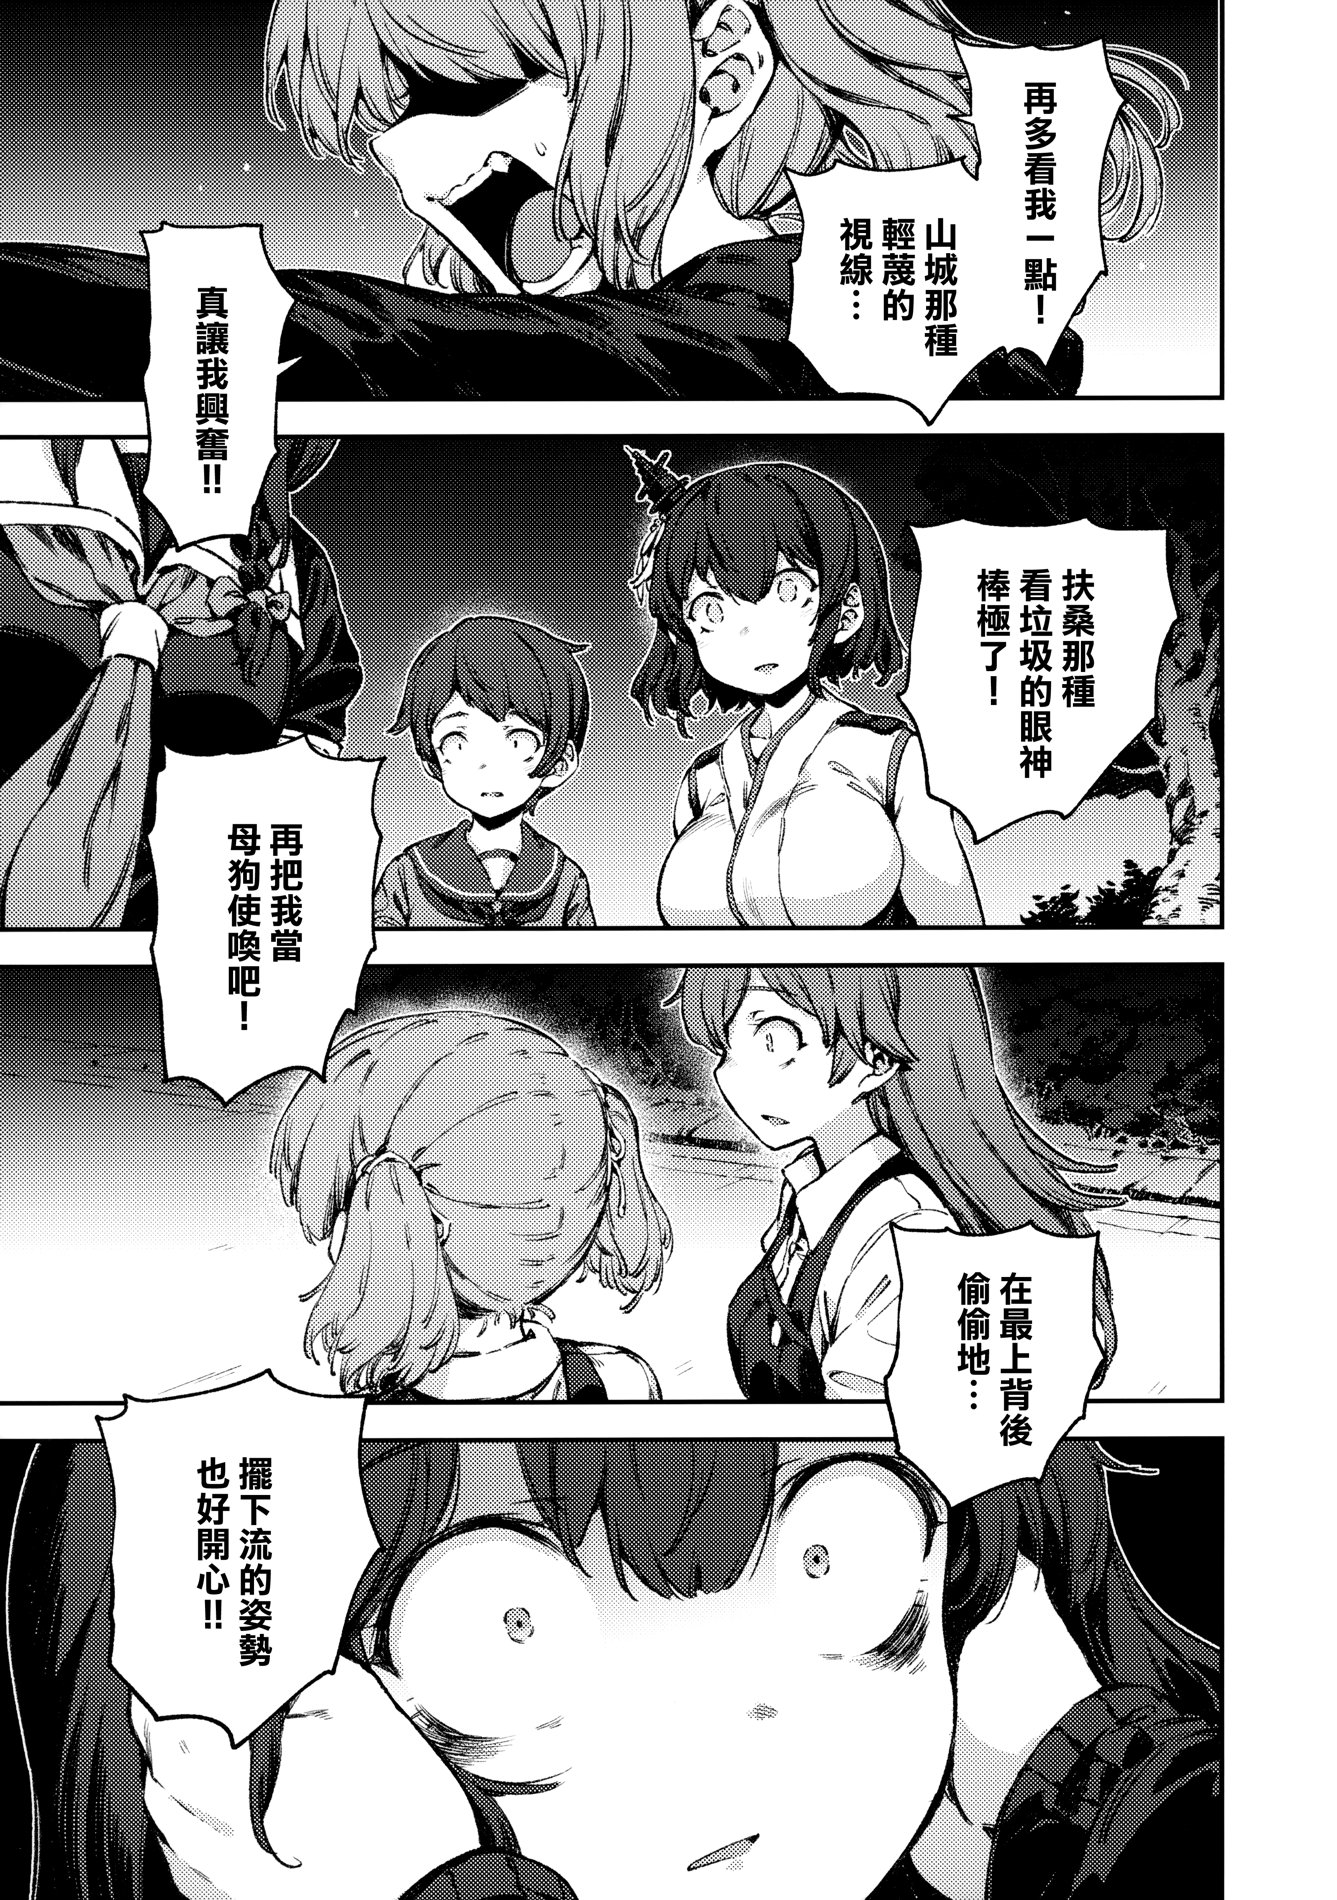 再多看我一點！
山城那種
輕蔑的
視線…
真讓我興奮!!
扶桑那種
看垃圾的眼神
棒極了！
再把我當
母狗使喚吧！
在最上背後
偷偷地…
擺下流的姿勢
也好開心!!